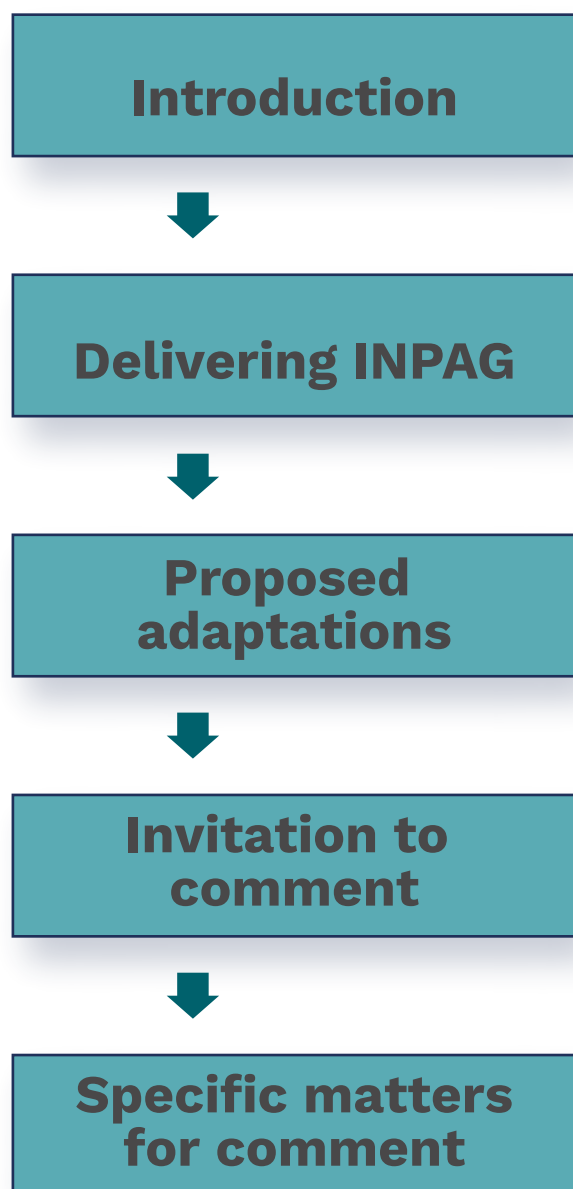 Introduction
Delivering INPAG
Proposed
adaptations
Invitation to
comment
Specific matters
for comment